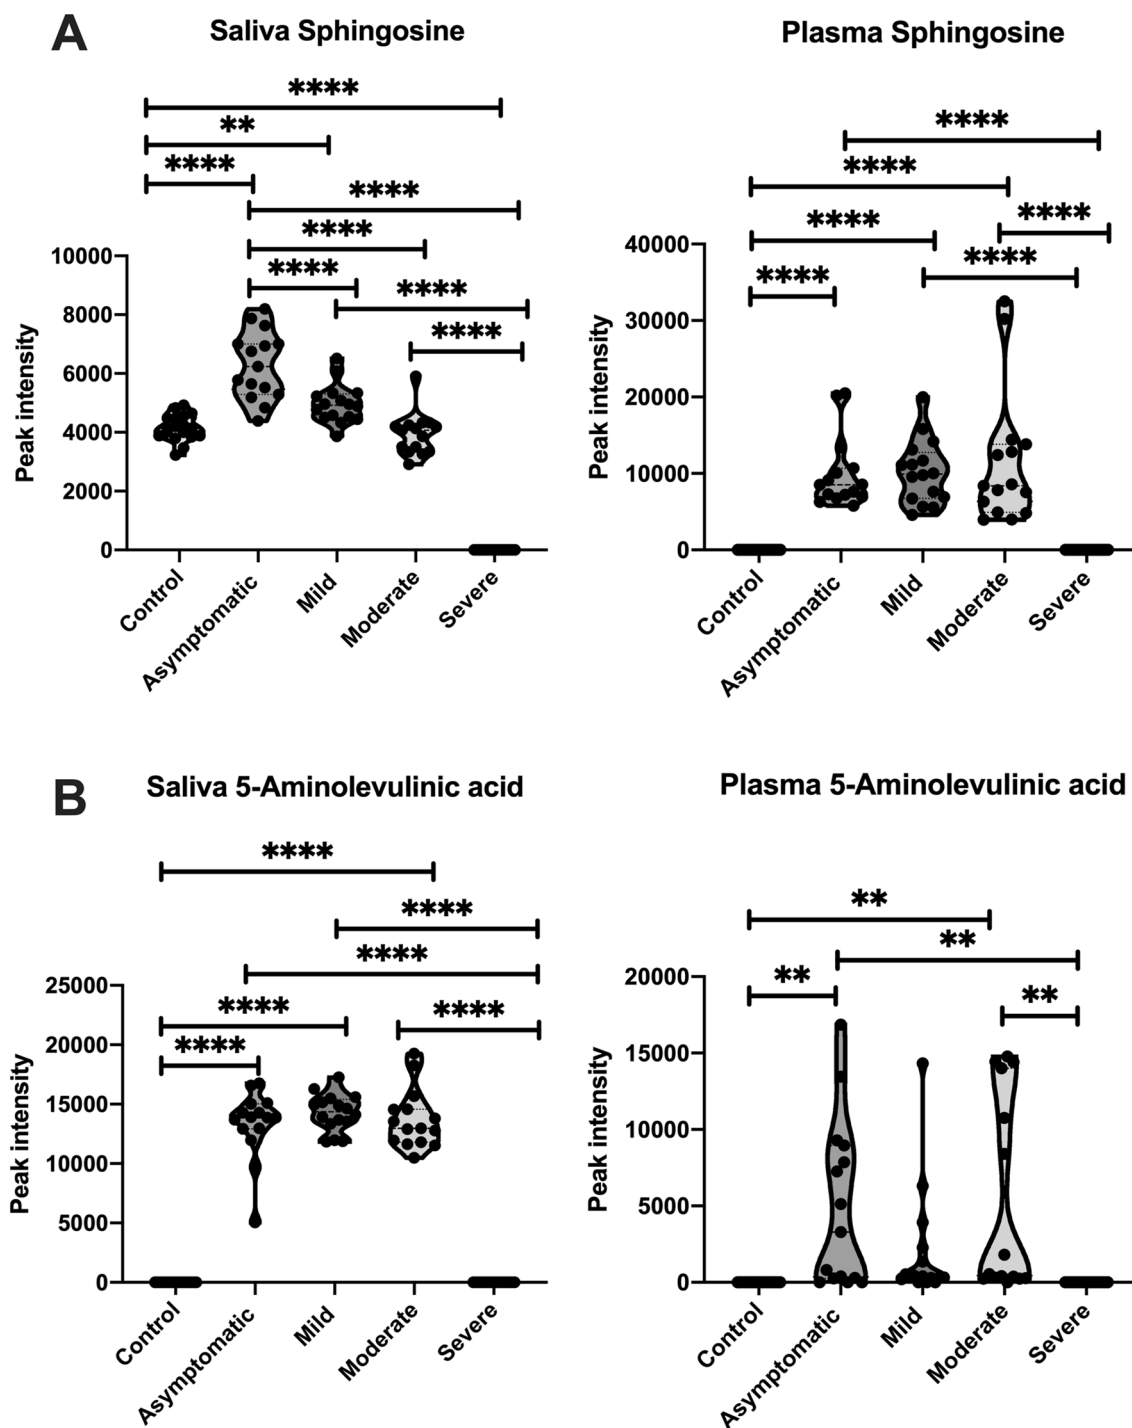 A
Saliva Sphingosine
Plasma Sphingosine
****
**
****
****
****
****
****
****
****
****
****
****
****
****
10000
8000
6000
4000
2000
0
Peak intensity
Control
Asymptomatic
Mild
Moderate
Severe
40000
30000
20000
10000
0
Peak intensity
Control
Asymptomatic
Mild
Moderate
Severe
B
Saliva 5-Aminolevulinic acid
Plasma 5-Aminolevulinic acid
****
****
****
****
****
****
**
**
**
**
25000
20000
15000
10000
5000
0
Peak intensity
Control
Asymptomatic
Mild
Moderate
Severe
20000
15000
10000
5000
0
Peak intensity
Control
Asymptomatic
Mild
Moderate
Severe